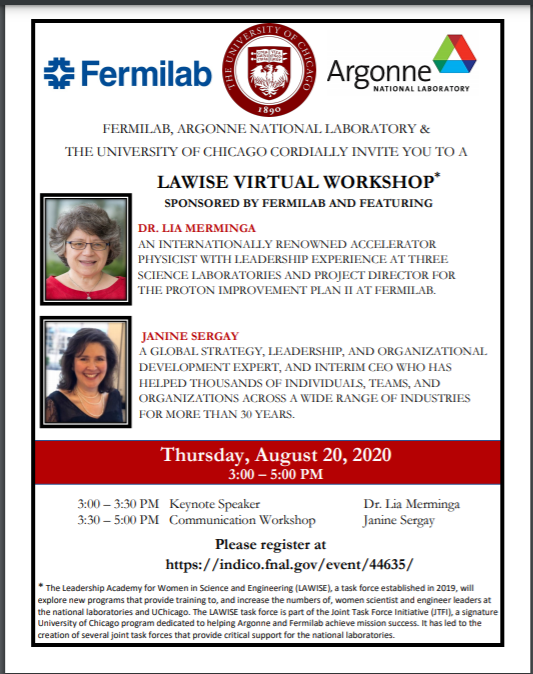 Fermilab
THE UNIVERSITY OF CHICAGO
1890
Argonne
NATIONAL LABORATORY
FERMILAB, ARGONNE NATIONAL LABORATORY &
THE UNIVERSITY OF CHICAGO CORDIALLY INVITE YOU TO A
LAWISE VIRTUAL WORKSHOP*
SPONSORED BY FERMILAB AND FEATURING
DR. LIA MERMINGA
AN INTERNATIONALLY RENOWNED ACCELERATOR
PHYSICIST WITH LEADERSHIP EXPERIENCE AT THREE
SCIENCE LABORATORIES AND PROJECT DIRECTOR FOR
THE PROTON IMPROVEMENT PLAN II AT FERMILAB.
JANINE SERGAY
A GLOBAL STRATEGY, LEADERSHIP, AND ORGANIZATIONAL
DEVELOPMENT EXPERT, AND INTERIM CEO WHO HAS
HELPED THOUSANDS OF INDIVIDUALS, TEAMS, AND
ORGANIZATIONS ACROSS A WIDE RANGE OF INDUSTRIES
FOR MORE THAN 30 YEARS.
Thursday, August 20, 2020
3:00 – 5:00 PM
3:00 – 3:30 PM Keynote Speaker Dr. Lia Merminga
3:30 – 5:00 PM Communication Workshop Janine Sergay
Please register at
https://indico.fnal.gov/event/44635/
* The Leadership Academy for Women in Science and Engineering (LAWISE), a task force established in 2019, will
explore new programs that provide training to, and increase the numbers of, women scientist and engineer leaders at
the national laboratories and UChicago. The LAWISE task force is part of the Joint Task Force Initiative (JTFI), a signature
University of Chicago program dedicated to helping Argonne and Fermilab achieve mission success. It has led to the
creation of several joint task forces that provide critical support for the national laboratories.